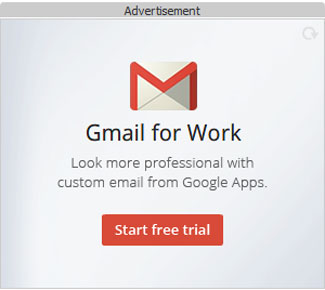 Advertisement
Gmail for Work
Look more professional with
custom email from Google Apps.
Start free trial